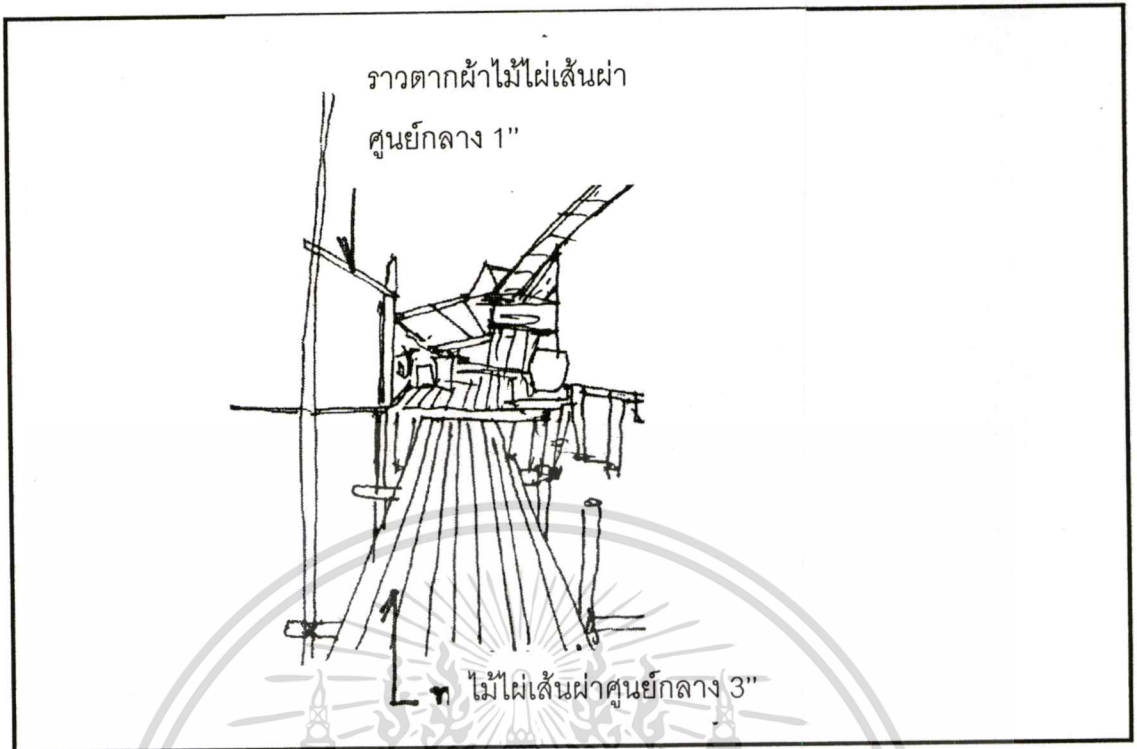 ราวตากผ้าไม้ไผ่เส้นผ่า
ศูนย์กลาง 1”
ไม้ไผ่เส้นผ่าศูนย์กลาง 3”